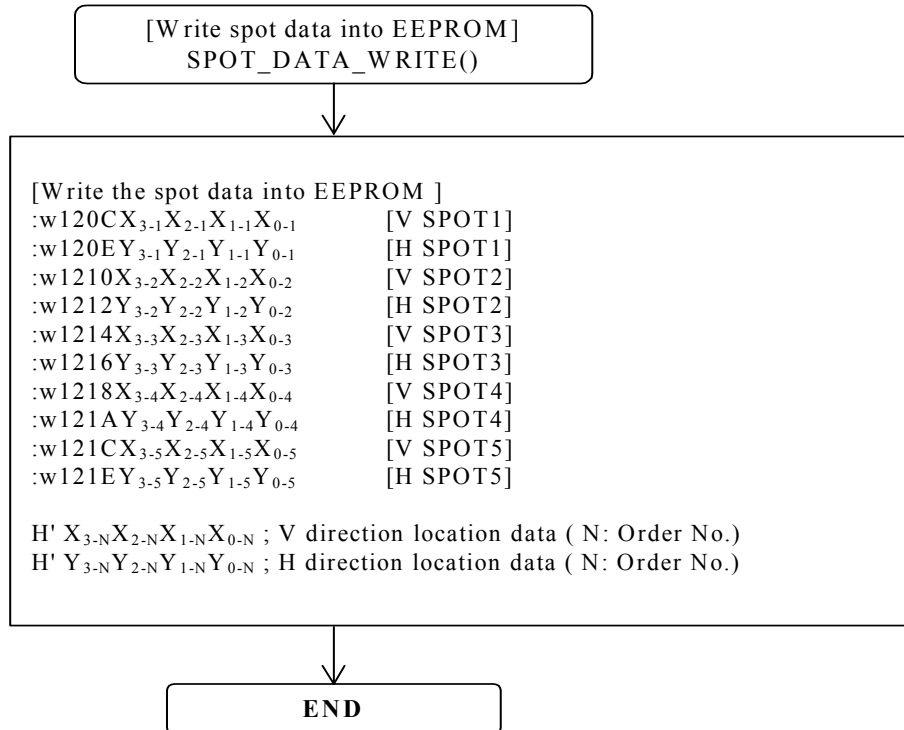 [Write spot data into EEPROM]
SPOT_DATA_WRITE()
[Write the spot data into EEPROM ]
:w120CX₃₋₁X₂₋₁X₁₋₁X₀₋₁ [V SPOT1]
:w120EY₃₋₁Y₂₋₁Y₁₋₁Y₀₋₁ [H SPOT1]
:w1210X₃₋₂X₂₋₂X₁₋₂X₀₋₂ [V SPOT2]
:w1212Y₃₋₂Y₂₋₂Y₁₋₂Y₀₋₂ [H SPOT2]
:w1214X₃₋₃X₂₋₃X₁₋₃X₀₋₃ [V SPOT3]
:w1216Y₃₋₃Y₂₋₃Y₁₋₃Y₀₋₃ [H SPOT3]
:w1218X₃₋₄X₂₋₄X₁₋₄X₀₋₄ [V SPOT4]
:w121AY₃₋₄Y₂₋₄Y₁₋₄Y₀₋₄ [H SPOT4]
:w121CX₃₋₅X₂₋₅X₁₋₅X₀₋₅ [V SPOT5]
:w121EY₃₋₅Y₂₋₅Y₁₋₅Y₀₋₅ [H SPOT5]
H' X₃₋NX₂₋NX₁₋NX₀₋N ; V direction location data ( N: Order No.)
H' Y₃₋NY₂₋NY₁₋NY₀₋N ; H direction location data ( N: Order No.)
END